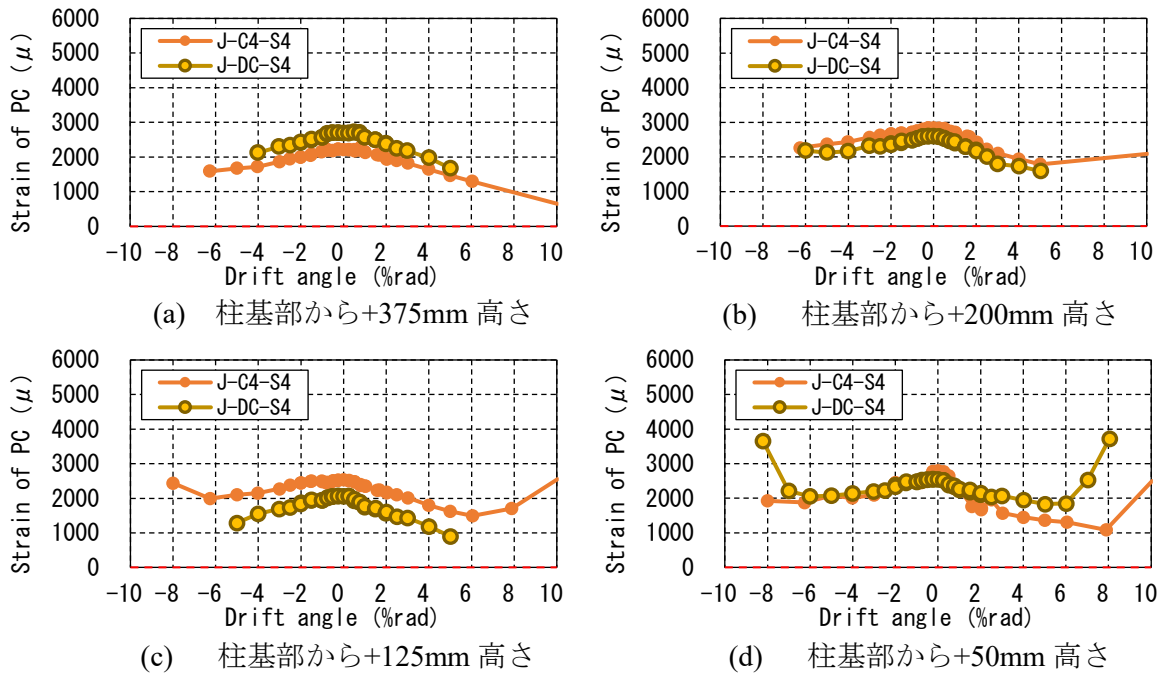 6000
5000
4000
3000
2000
1000
0
Strain of PC (μ)
J-C4-S4
J-DC-S4
-10 -8 -6 -4 -2 0 2 4 6 8 10
Drift angle (%rad)
(a) 柱基部から+375mm 高さ
6000
5000
4000
3000
2000
1000
0
Strain of PC (μ)
J-C4-S4
J-DC-S4
-10 -8 -6 -4 -2 0 2 4 6 8 10
Drift angle (%rad)
(b) 柱基部から+200mm 高さ
6000
5000
4000
3000
2000
1000
0
Strain of PC (μ)
J-C4-S4
J-DC-S4
-10 -8 -6 -4 -2 0 2 4 6 8 10
Drift angle (%rad)
(c) 柱基部から+125mm 高さ
6000
5000
4000
3000
2000
1000
0
Strain of PC (μ)
J-C4-S4
J-DC-S4
-10 -8 -6 -4 -2 0 2 4 6 8 10
Drift angle (%rad)
(d) 柱基部から+50mm 高さ